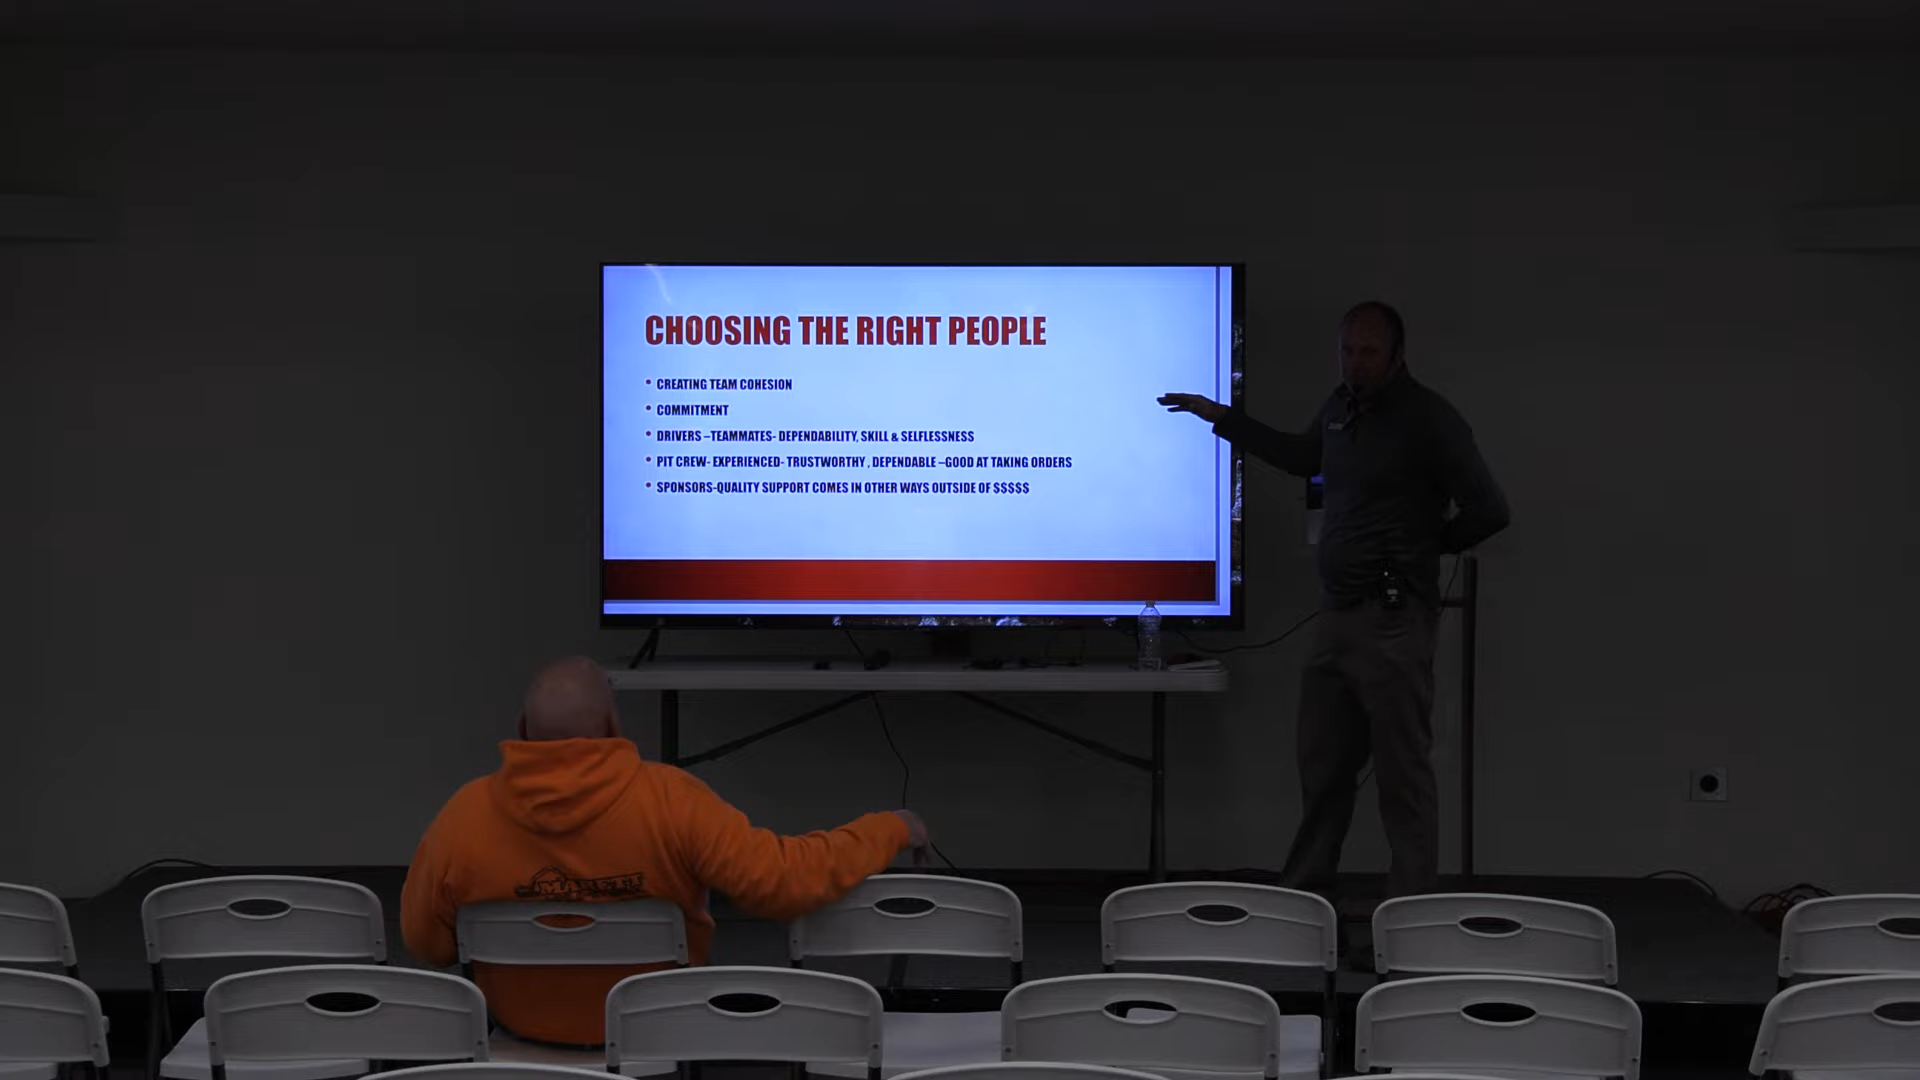 CHOOSING THE RIGHT PEOPLE
• CREATING TEAM COHESION
• COMMITMENT
• DRIVERS –TEAMMATES- DEPENDABILITY, SKILL & SELFLESSNESS
• PIT CREW- EXPERIENCED- TRUSTWORTHY , DEPENDABLE –GOOD AT TAKING ORDERS
• SPONSORS-QUALITY SUPPORT COMES IN OTHER WAYS OUTSIDE OF $$$$$